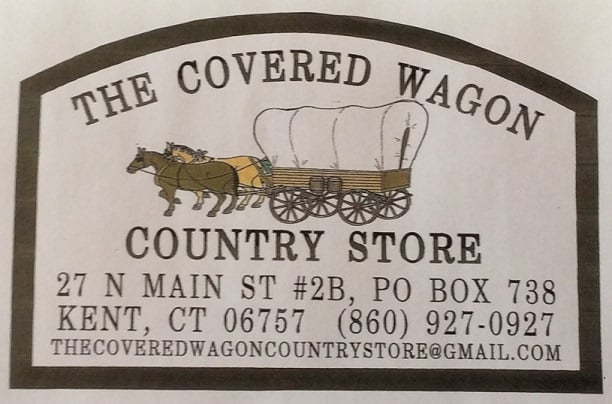 THE COVERED WAGON
COUNTRY STORE
27 N MAIN ST #2B, PO BOX 738
KENT, CT 06757 (860) 927-0927
THECOVEREDWAGONCOUNTRYSTORE@GMAIL.COM